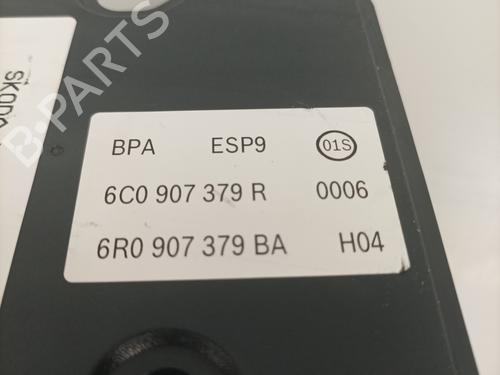 SKODA
B-PARTS
BPA ESP9 01S
6C0 907 379 R 0006
6R0 907 379 BA H04